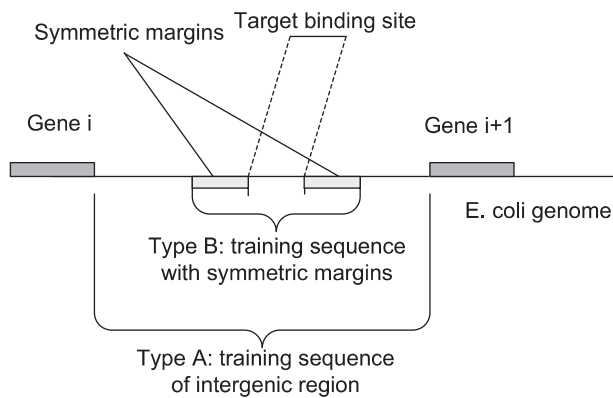 Target binding site
Symmetric margins
Gene i
Gene i+1
E. coli genome
Type B: training sequence
with symmetric margins
Type A: training sequence
of intergenic region